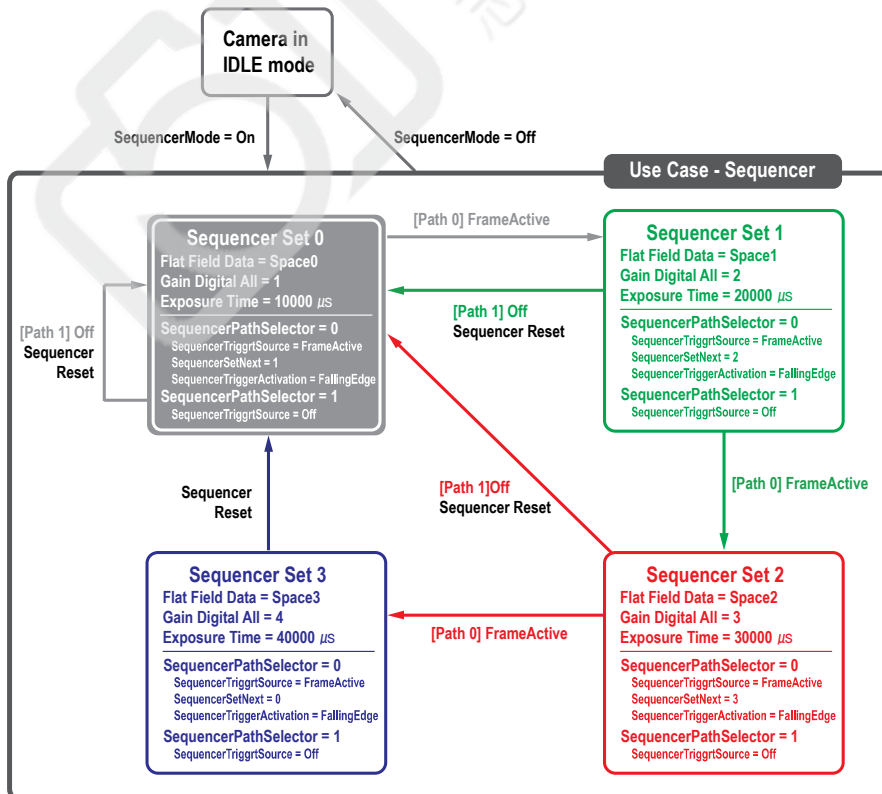 Camera in
IDLE mode
SequencerMode = On
SequencerMode = Off
Use Case - Sequencer
Sequencer Set 0
Flat Field Data = Space0
Gain Digital All = 1
Exposure Time = 10000 µs
SequencerPathSelector = 0
SequencerTriggrtSource = FrameActive
SequencerSetNext = 1
SequencerTriggerActivation = FallingEdge
SequencerPathSelector = 1
SequencerTriggrtSource = Off
[Path 0] FrameActive
Sequencer Set 1
Flat Field Data = Space1
Gain Digital All = 2
Exposure Time = 20000 µs
SequencerPathSelector = 0
SequencerTriggrtSource = FrameActive
SequencerSetNext = 2
SequencerTriggerActivation = FallingEdge
SequencerPathSelector = 1
SequencerTriggrtSource = Off
[Path 1] Off
Sequencer Reset
[Path 1] Off
Sequencer
Reset
[Path 0] FrameActive
Sequencer
Reset
[Path 1]Off
Sequencer Reset
Sequencer Set 3
Flat Field Data = Space3
Gain Digital All = 4
Exposure Time = 40000 µs
SequencerPathSelector = 0
SequencerTriggrtSource = FrameActive
SequencerSetNext = 0
SequencerTriggerActivation = FallingEdge
SequencerPathSelector = 1
SequencerTriggrtSource = Off
[Path 0] FrameActive
Sequencer Set 2
Flat Field Data = Space2
Gain Digital All = 3
Exposure Time = 30000 µs
SequencerPathSelector = 0
SequencerTriggrtSource = FrameActive
SequencerSetNext = 3
SequencerTriggerActivation = FallingEdge
SequencerPathSelector = 1
SequencerTriggrtSource = Off